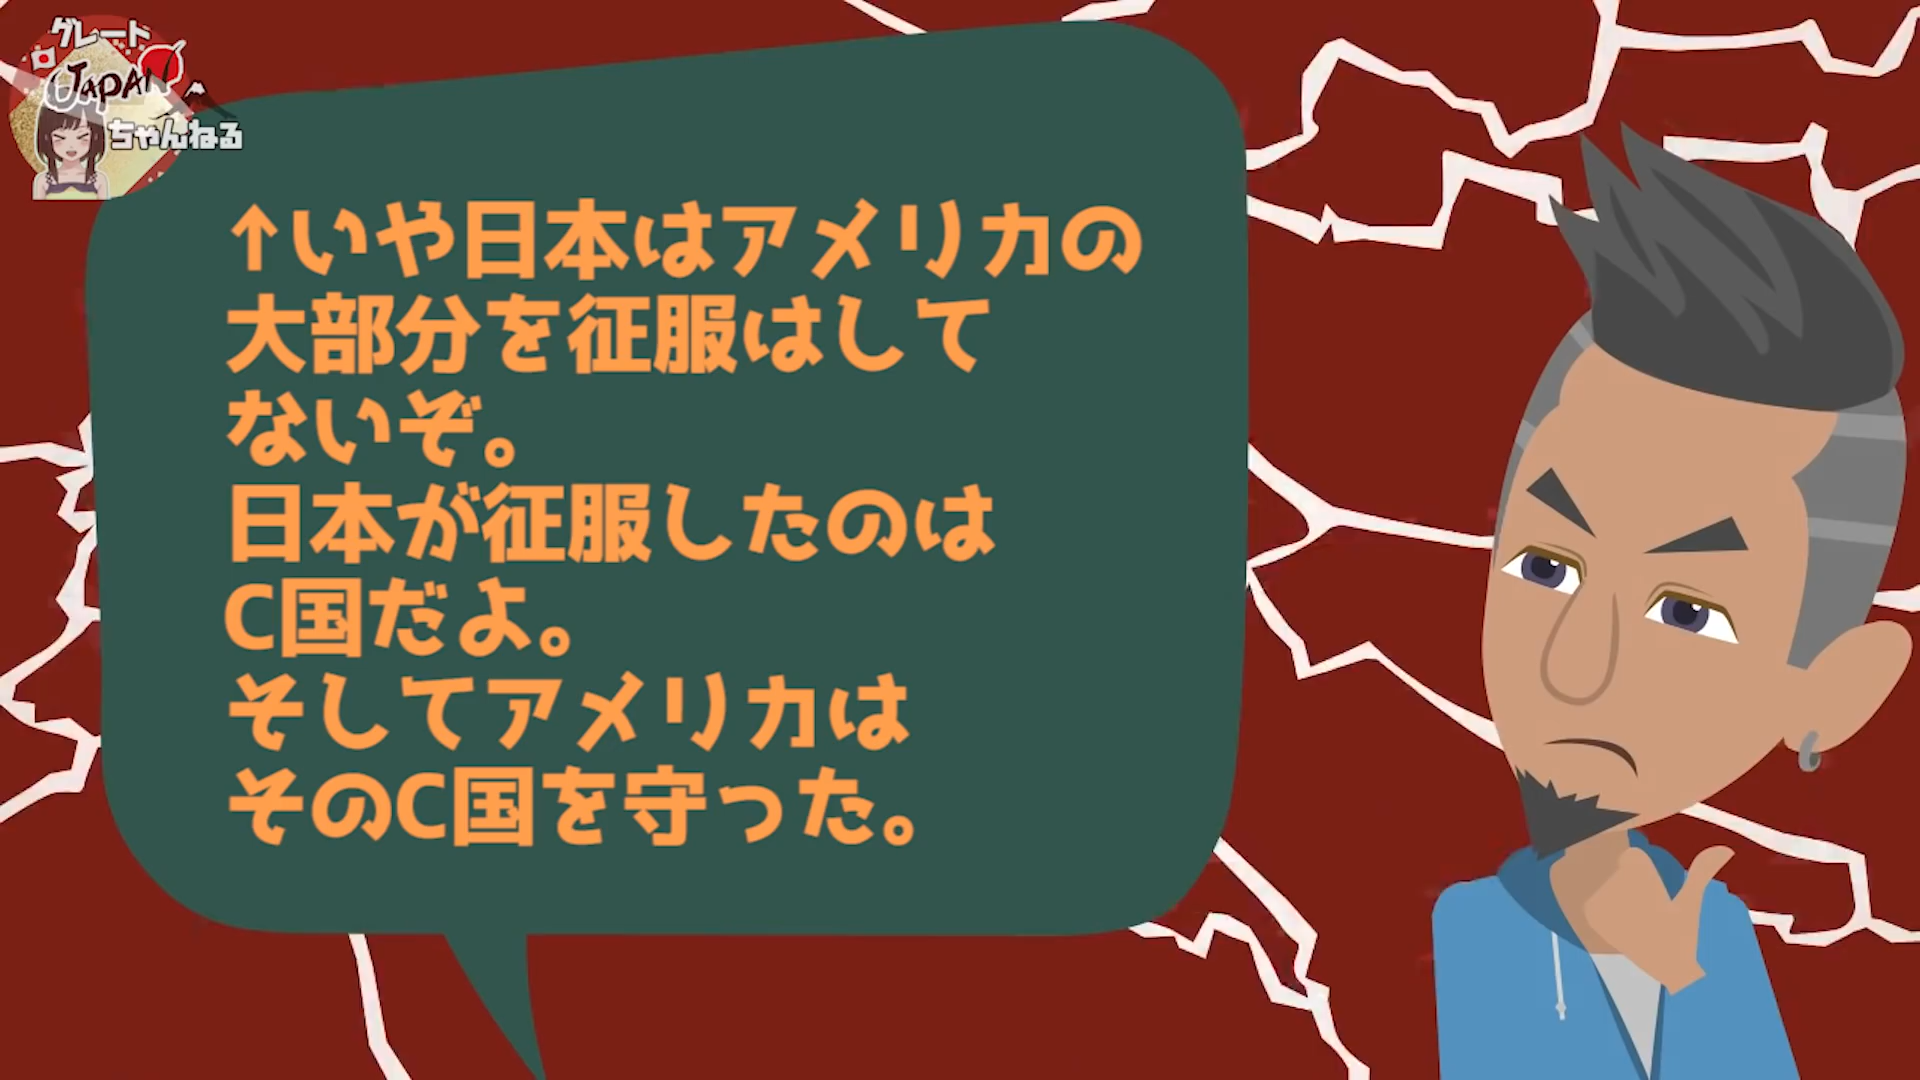 グレート
JAPAN
ちゃんねる
↑いや日本はアメリカの
大部分を征服はして
ないぞ。
日本が征服したのは
C国だよ。
そしてアメリカは
そのC国を守った。